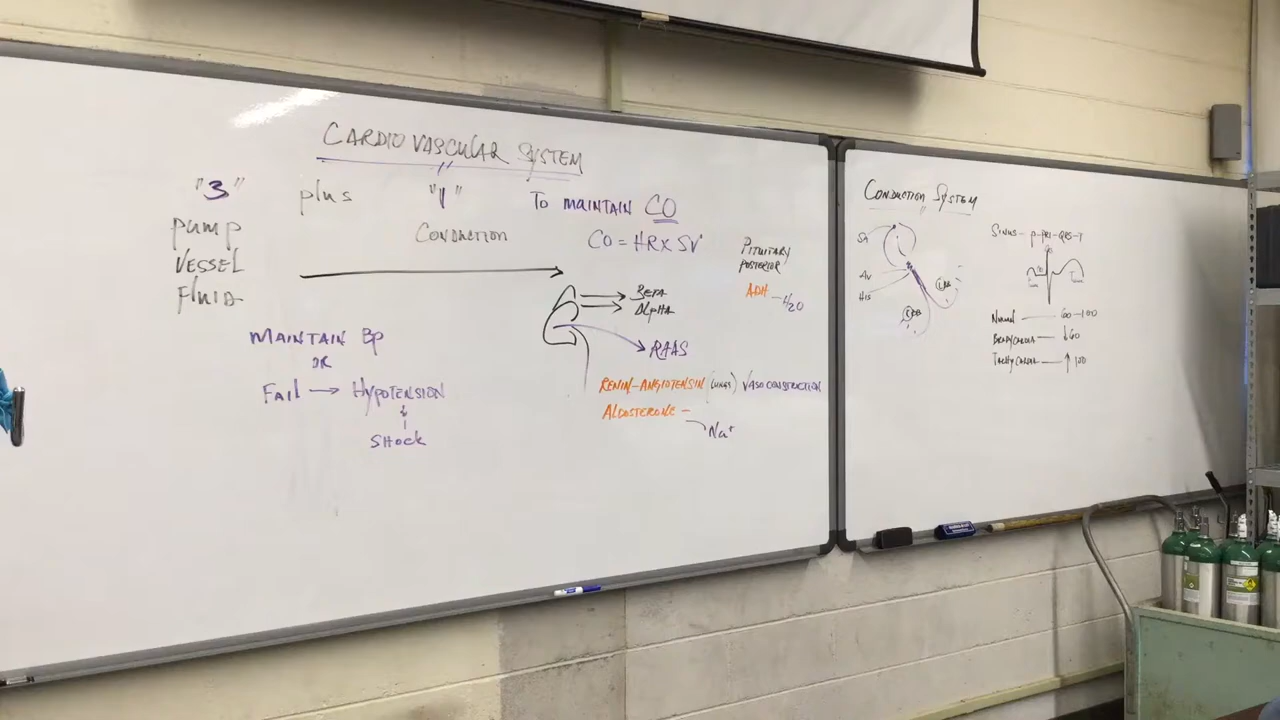 CARDIOVASCULAR SYSTEM
"3" plus "1" To MAINTAIN CO
PUMP
VESSEL
FLUID
CONDUCTION
CO = HR X SV
MAINTAIN BP
OR
FAIL → HYPOTENSION
SHOCK
BETA
ALPHA
RAAS
RENIN-ANGIOTENSIN (LUNGS) VASOCONSTRICTION
ALDOSTERONE -
Na+
PITUITARY
POSTERIOR
ADH - H2O
CONDUCTION SYSTEM
SA
AV
HIS
LBB
RBB
SINUS - P-PRI-QRS-T
NORMAL 60-100
BRADYCARDIA ↓60
TACHYCARDIA ↑100